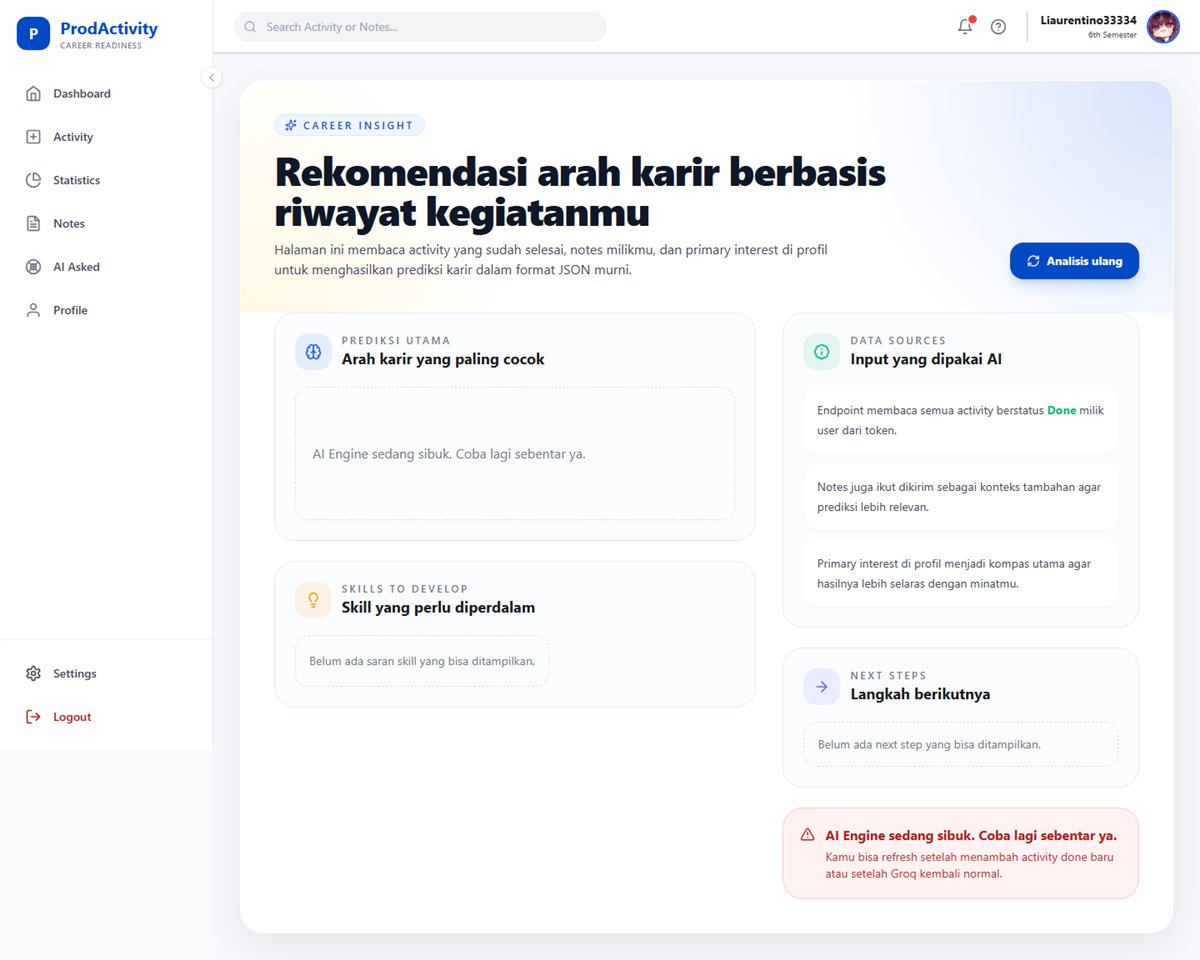 P
ProdActivity
CAREER READINESS
Search Activity or Notes...
Liaurentino33334
6th Semester
Dashboard
Activity
Statistics
Notes
AI Asked
Profile
Settings
Logout
CAREER INSIGHT
Rekomendasi arah karir berbasis
riwayat kegiatanmu
Halaman ini membaca activity yang sudah selesai, notes milikmu, dan primary interest di profil
untuk menghasilkan prediksi karir dalam format JSON murni.
Analisis ulang
PREDIKSI UTAMA
Arah karir yang paling cocok
AI Engine sedang sibuk. Coba lagi sebentar ya.
SKILLS TO DEVELOP
Skill yang perlu diperdalam
Belum ada saran skill yang bisa ditampilkan.
DATA SOURCES
Input yang dipakai AI
Endpoint membaca semua activity berstatus Done milik
user dari token.
Notes juga ikut dikirim sebagai konteks tambahan agar
prediksi lebih relevan.
Primary interest di profil menjadi kompas utama agar
hasilnya lebih selaras dengan minatmu.
NEXT STEPS
Langkah berikutnya
Belum ada next step yang bisa ditampilkan.
AI Engine sedang sibuk. Coba lagi sebentar ya.
Kamu bisa refresh setelah menambah activity done baru
atau setelah Groq kembali normal.